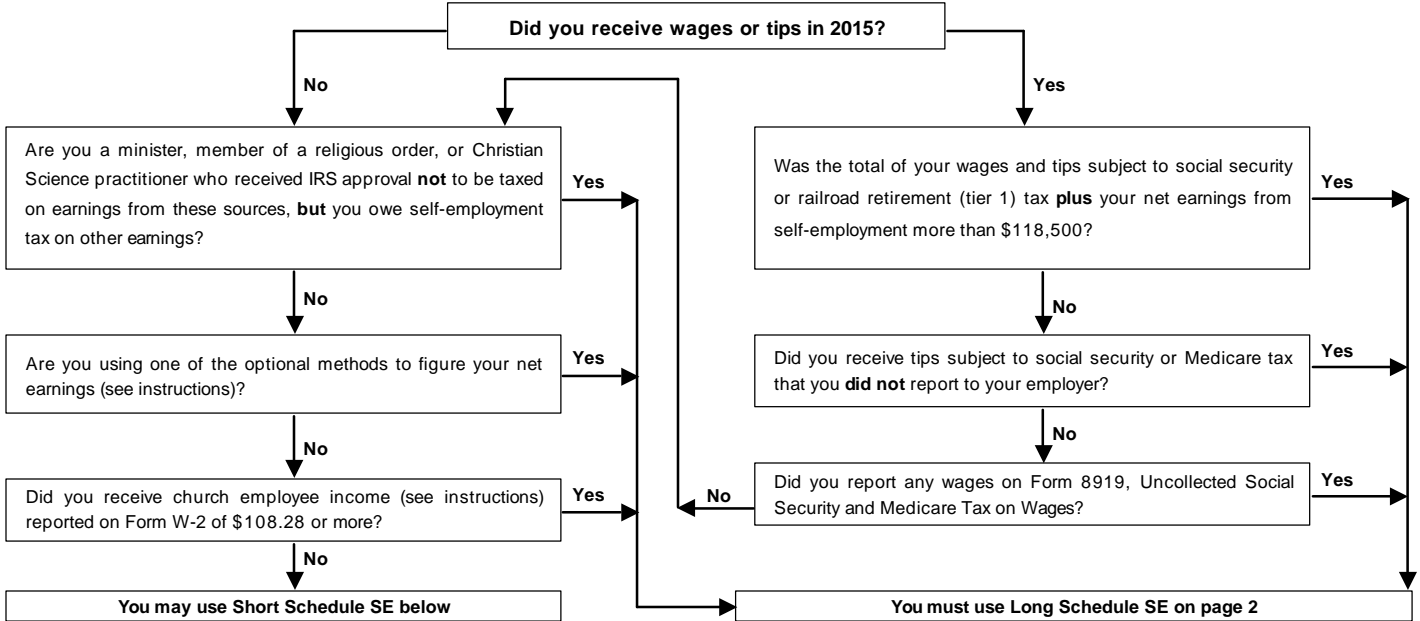 Did you receive wages or tips in 2015?
No
Yes
Are you a minister, member of a religious order, or Christian
Science practitioner who received IRS approval not to be taxed
on earnings from these sources, but you owe self-employment
tax on other earnings?
Yes
Was the total of your wages and tips subject to social security
or railroad retirement (tier 1) tax plus your net earnings from
self-employment more than $118,500?
Yes
No
No
Are you using one of the optional methods to figure your net
earnings (see instructions)?
Yes
Did you receive tips subject to social security or Medicare tax
that you did not report to your employer?
Yes
No
No
Did you receive church employee income (see instructions)
reported on Form W-2 of $108.28 or more?
Yes
No
Did you report any wages on Form 8919, Uncollected Social
Security and Medicare Tax on Wages?
Yes
No
You may use Short Schedule SE below
You must use Long Schedule SE on page 2